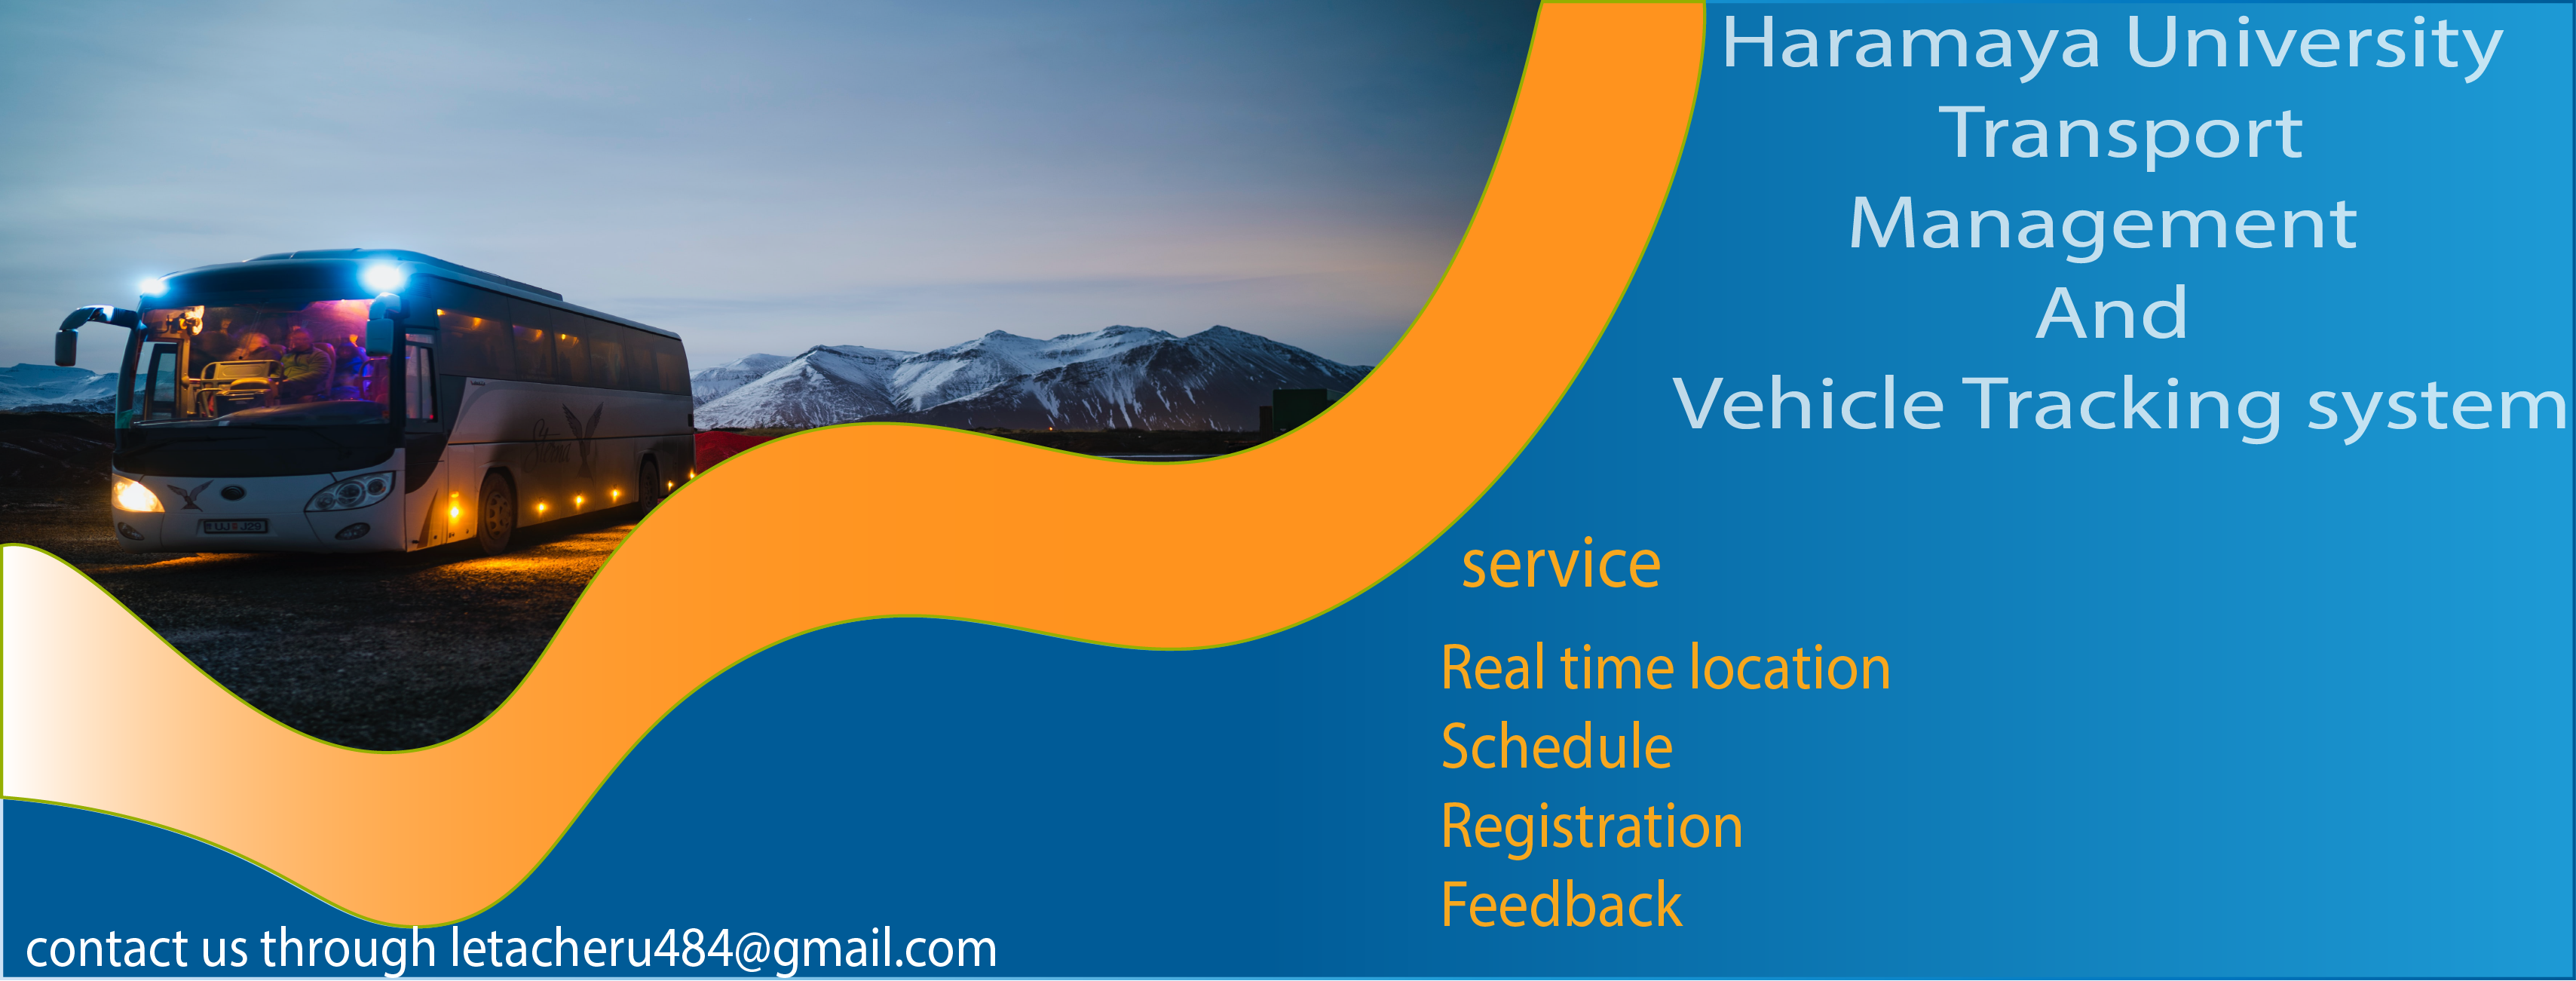 Haramaya University
Transport
Management
And
Vehicle Tracking system
service
Real time location
Schedule
Registration
Feedback
contact us through letacheru484@gmail.com
Sterna